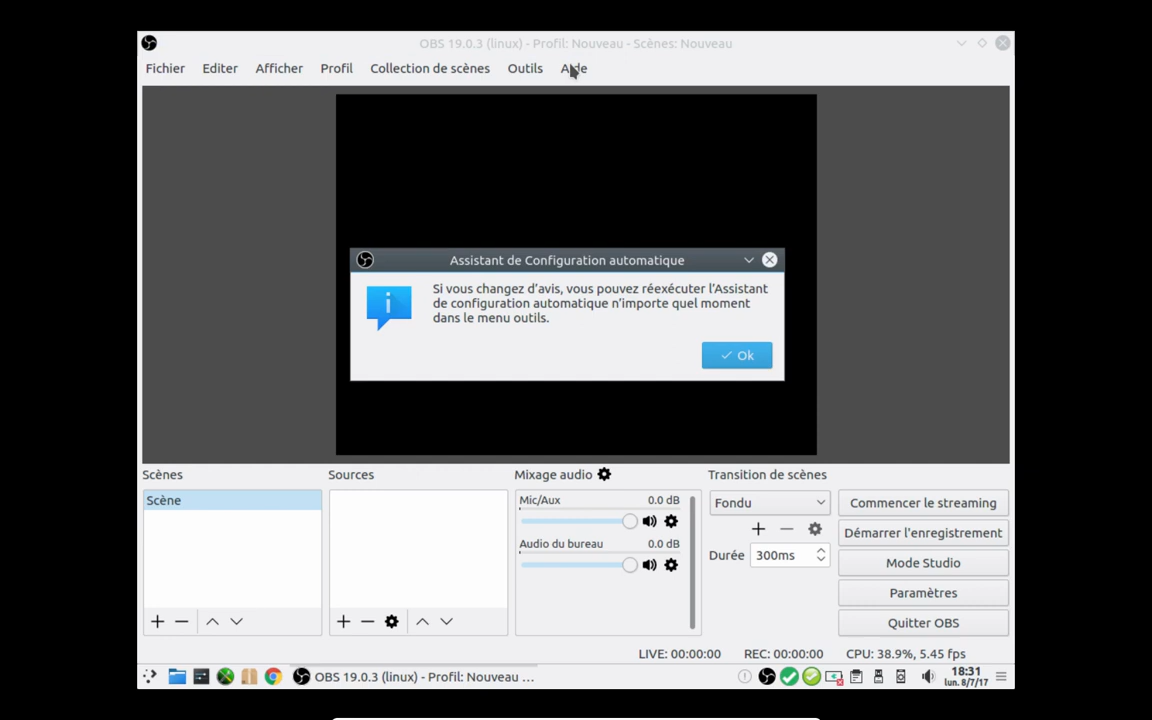 OBS 19.0.3 (linux) - Profil: Nouveau - Scènes: Nouveau
Fichier Editer Afficher Profil Collection de scènes Outils Aide
Assistant de Configuration automatique
Si vous changez d'avis, vous pouvez réexécuter l'Assistant
de configuration automatique n'importe quel moment
dans le menu outils.
Ok
Scènes Sources Mixage audio Transition de scènes
Scène
Mic/Aux 0.0 dB
Audio du bureau 0.0 dB
Fondu
Durée 300ms
Commencer le streaming
Démarrer l'enregistrement
Mode Studio
Paramètres
Quitter OBS
LIVE: 00:00:00 REC: 00:00:00 CPU: 38.9%, 5.45 fps
OBS 19.0.3 (linux) - Profil: Nouveau ...
18:31
lun. 8/7/17